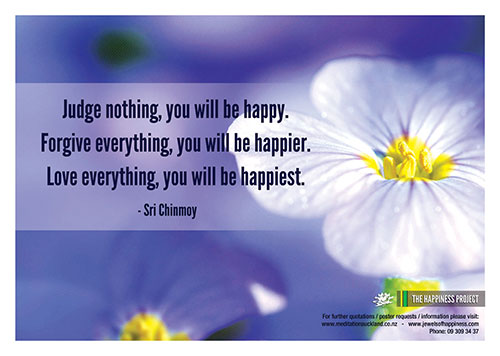 Judge nothing, you will be happy.
Forgive everything, you will be happier.
Love everything, you will be happiest.
- Sri Chinmoy
THE HAPPINESS PROJECT
For further quotations / poster requests / information please visit:
www.meditationauckland.co.nz - www.jewelsofhappiness.com
Phone: 09 309 34 37